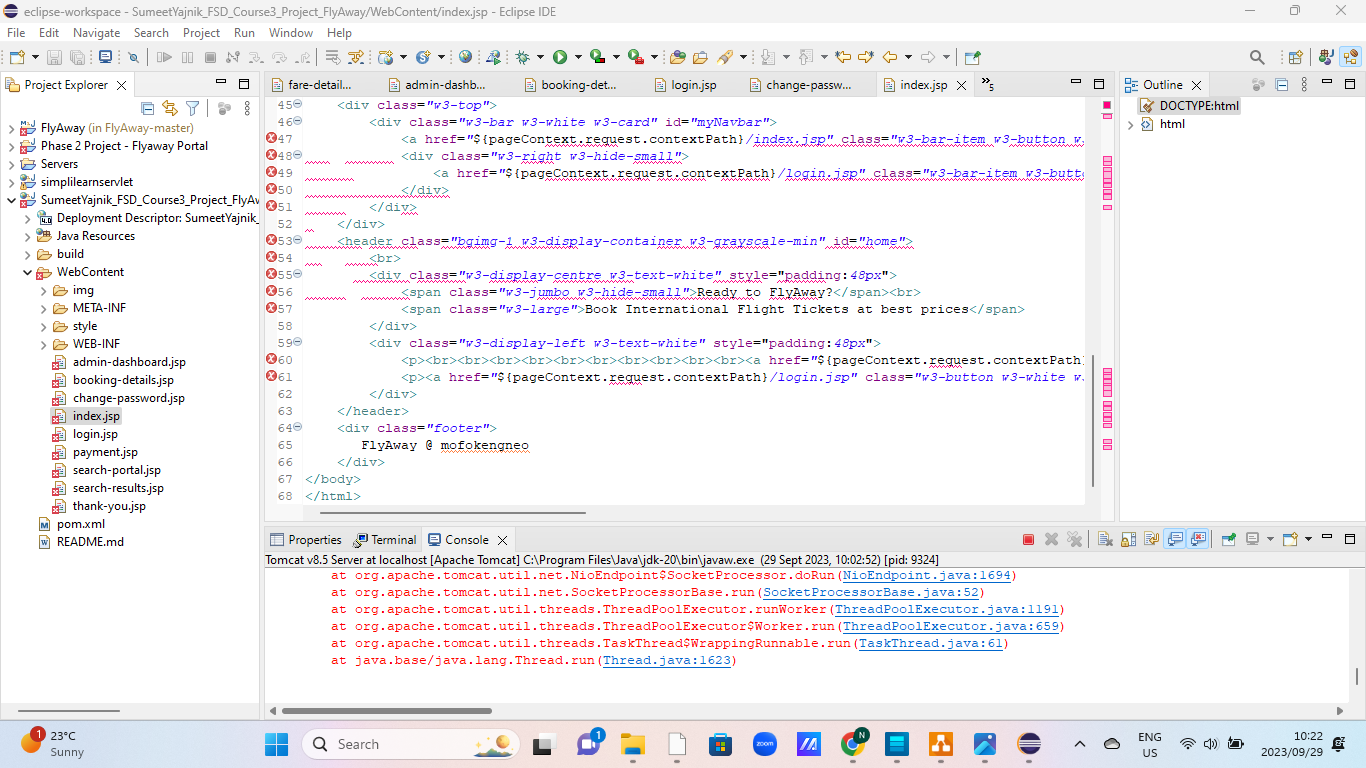 eclipse-workspace - SumeetYajnik_FSD_Course3_Project_FlyAway/WebContent/index.jsp - Eclipse IDE
File Edit Navigate Search Project Run Window Help
Project Explorer
FlyAway (in FlyAway-master)
Phase 2 Project - Flyaway Portal
Servers
simplilearnservlet
SumeetYajnik_FSD_Course3_Project_FlyAw
Deployment Descriptor: SumeetYajnik_
Java Resources
build
WebContent
img
META-INF
style
WEB-INF
admin-dashboard.jsp
booking-details.jsp
change-password.jsp
index.jsp
login.jsp
payment.jsp
search-portal.jsp
search-results.jsp
thank-you.jsp
pom.xml
README.md
fare-detail... admin-dashb... booking-det... login.jsp change-passw... index.jsp 5
45 <div class="w3-top">
46 <div class="w3-bar w3-white w3-card" id="myNavbar">
47 <a href="${pageContext.request.contextPath}/index.jsp" class="w3-bar-item w3-button w
48 <div class="w3-right w3-hide-small">
49 <a href="${pageContext.request.contextPath}/login.jsp" class="w3-bar-item w3-butt
50 </div>
51 </div>
52 </div>
53 <header class="bgimg-1 w3-display-container w3-grayscale-min" id="home">
54 <br>
55 <div class="w3-display-centre w3-text-white" style="padding:48px">
56 <span class="w3-jumbo w3-hide-small">Ready to FlyAway?</span><br>
57 <span class="w3-large">Book International Flight Tickets at best prices</span>
58 </div>
59 <div class="w3-display-left w3-text-white" style="padding:48px">
60 <p><br><br><br><br><br><br><br><br><br><br><a href="${pageContext.request.contextPath
61 <p><a href="${pageContext.request.contextPath}/login.jsp" class="w3-button w3-white w
62 </div>
63 </header>
64 <div class="footer">
65 FlyAway @ mofokengneo
66 </div>
67 </body>
68 </html>
Outline
DOCTYPE:html
html
Properties Terminal Console
Tomcat v8.5 Server at localhost [Apache Tomcat] C:\Program Files\Java\jdk-20\bin\javaw.exe (29 Sept 2023, 10:02:52) [pid: 9324]
at org.apache.tomcat.util.net.NioEndpoint$SocketProcessor.doRun(NioEndpoint.java:1694)
at org.apache.tomcat.util.net.SocketProcessorBase.run(SocketProcessorBase.java:52)
at org.apache.tomcat.util.threads.ThreadPoolExecutor.runWorker(ThreadPoolExecutor.java:1191)
at org.apache.tomcat.util.threads.ThreadPoolExecutor$Worker.run(ThreadPoolExecutor.java:659)
at org.apache.tomcat.util.threads.TaskThread$WrappingRunnable.run(TaskThread.java:61)
at java.base/java.lang.Thread.run(Thread.java:1623)
1
23°C
Sunny
Search
1
zoom
N
ENG
US
10:22
2023/09/29